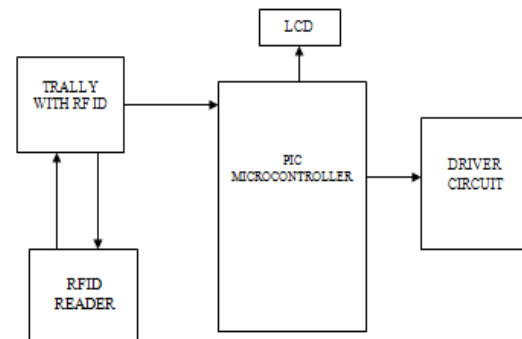 LCD
TRALLY
WITH RF ID
PIC
MICROCONTROLLER
DRIVER
CIRCUIT
RFID
READER